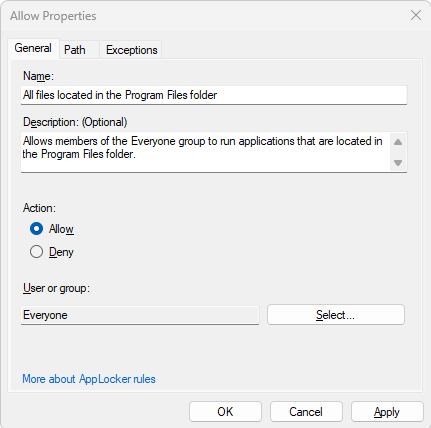 Allow Properties
General Path Exceptions
Name:
All files located in the Program Files folder
Description: (Optional)
Allows members of the Everyone group to run applications that are located in
the Program Files folder.
Action:
Allow
Deny
User or group:
Everyone Select...
More about AppLocker rules
OK Cancel Apply